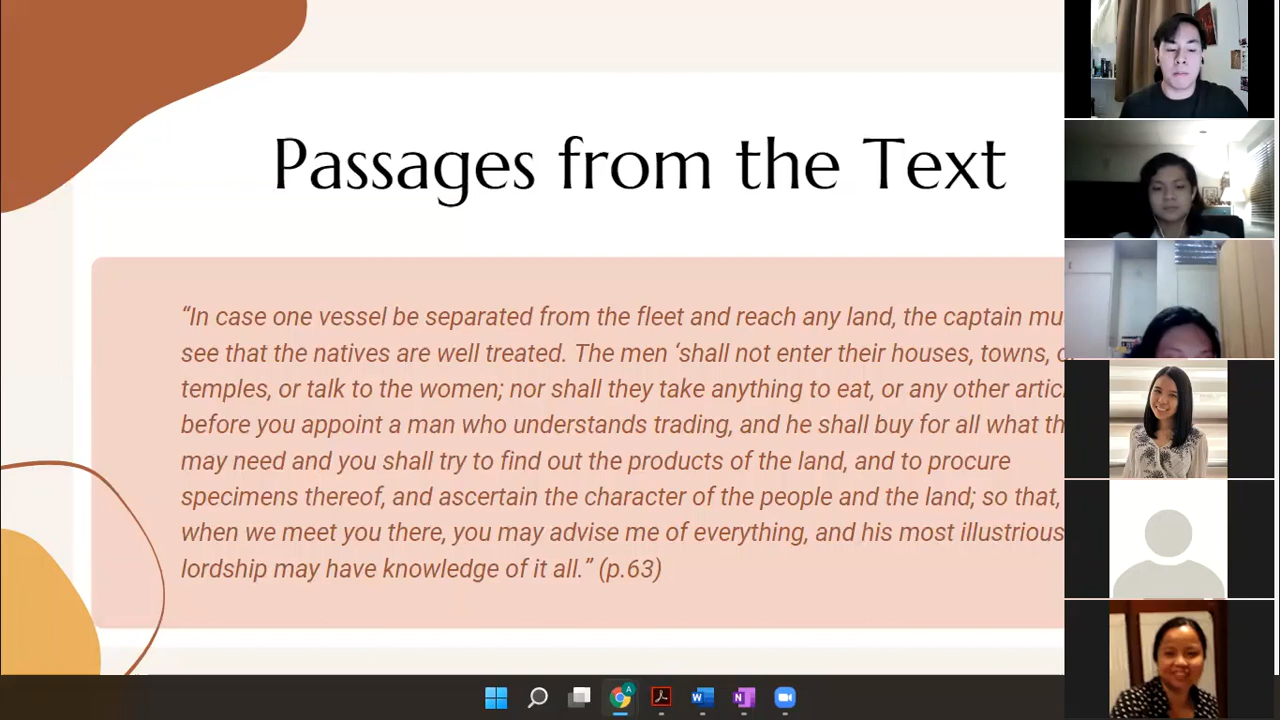 Passages from the Text
“In case one vessel be separated from the fleet and reach any land, the captain
see that the natives are well treated. The men ‘shall not enter their houses, towns,
temples, or talk to the women; nor shall they take anything to eat, or any other
before you appoint a man who understands trading, and he shall buy for all what
may need and you shall try to find out the products of the land, and to procure
specimens thereof, and ascertain the character of the people and the land; so that,
when we meet you there, you may advise me of everything, and his most illustrious
lordship may have knowledge of it all.” (p.63)